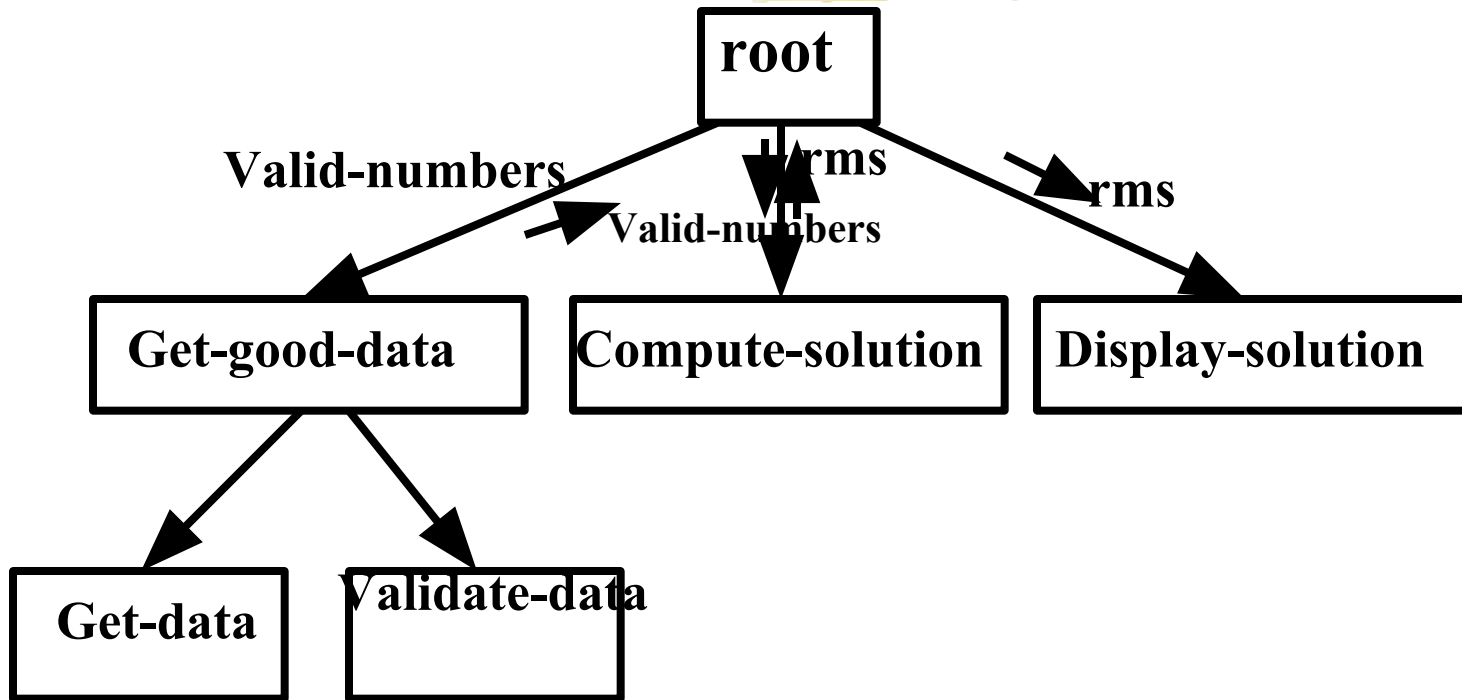 root
Valid-numbers
rms
rms
Valid-numbers
Get-good-data
Compute-solution
Display-solution
Get-data
Validate-data